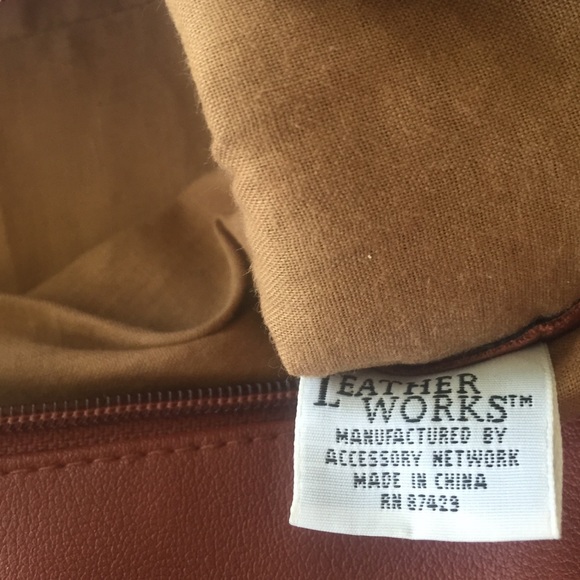 LEATHER
WORKS™
MANUFACTURED BY
ACCESSORY NETWORK
MADE IN CHINA
RN 87429